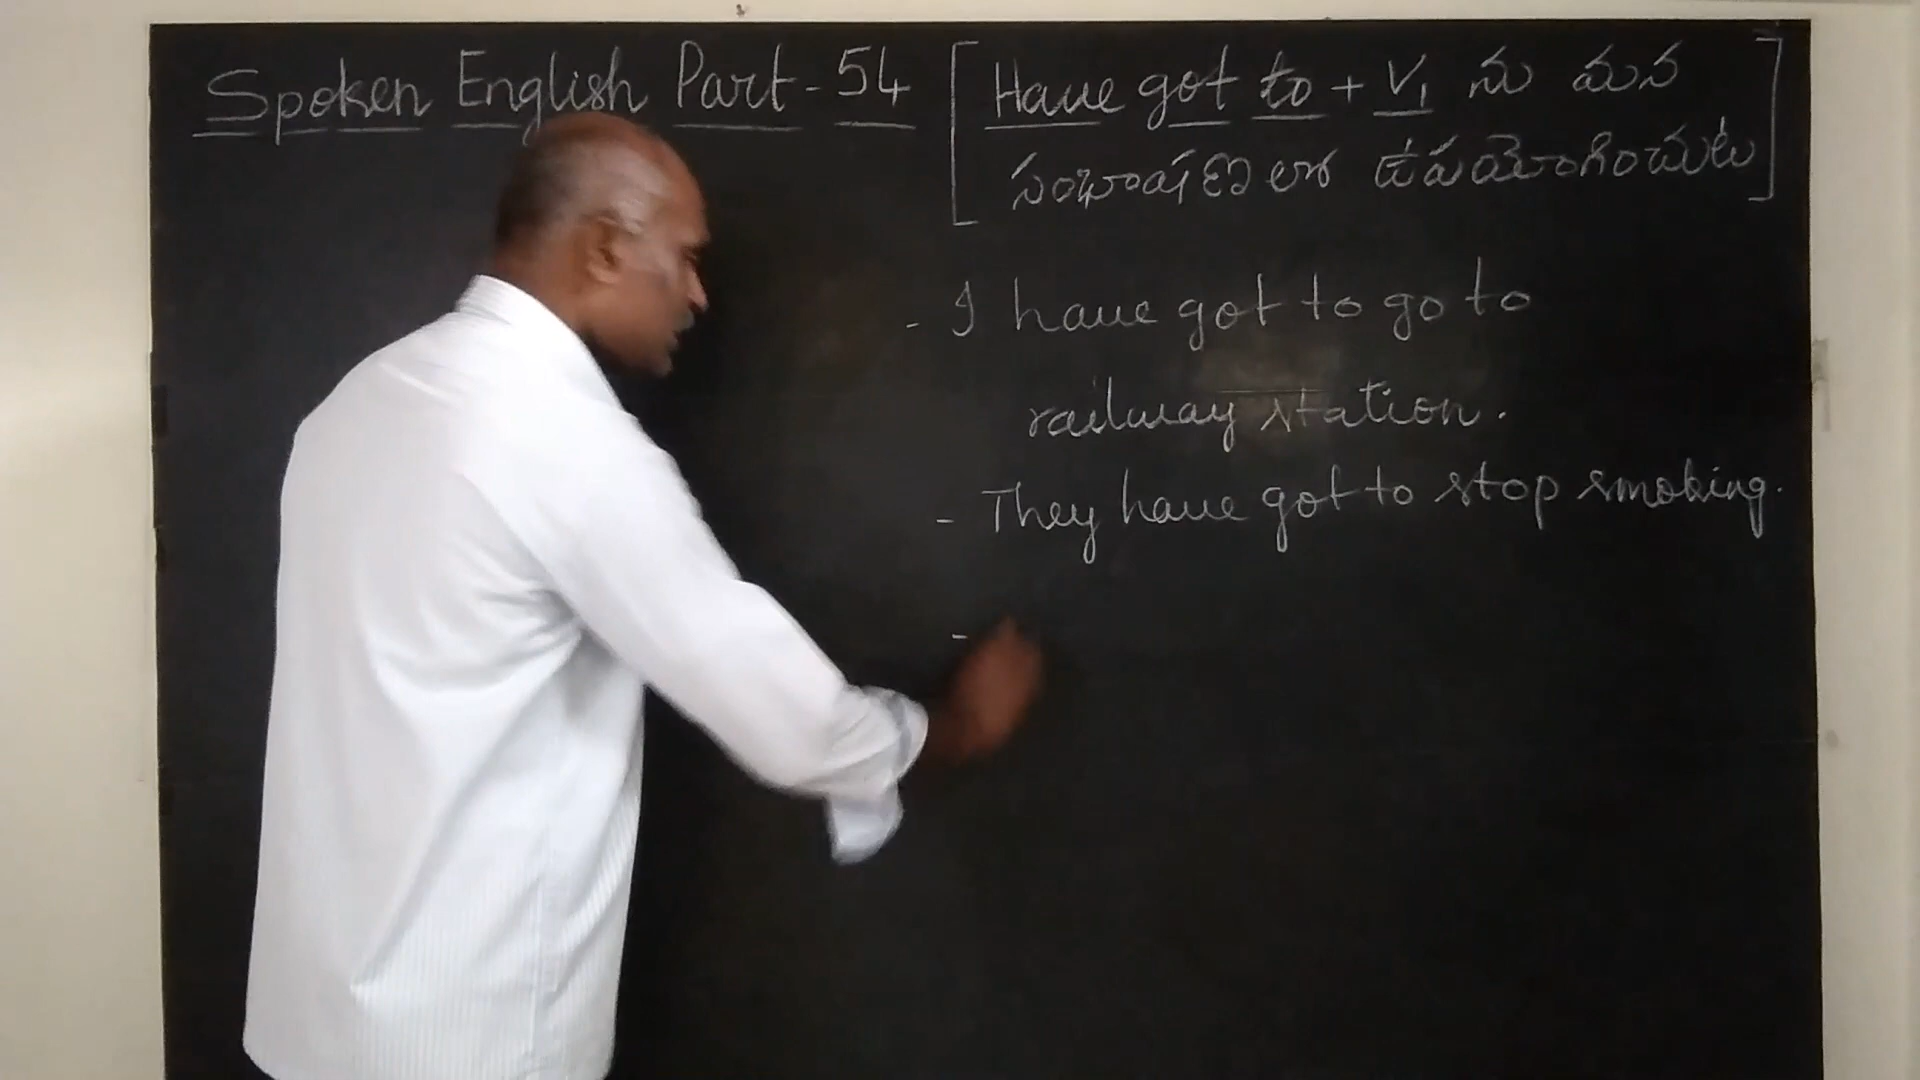 Spoken English Part - 54 [Have got to + V1 ను మన
సంభాషణలలో ఉపయోగించుట]
- I have got to go to
railway station.
- They have got to stop smoking.
-